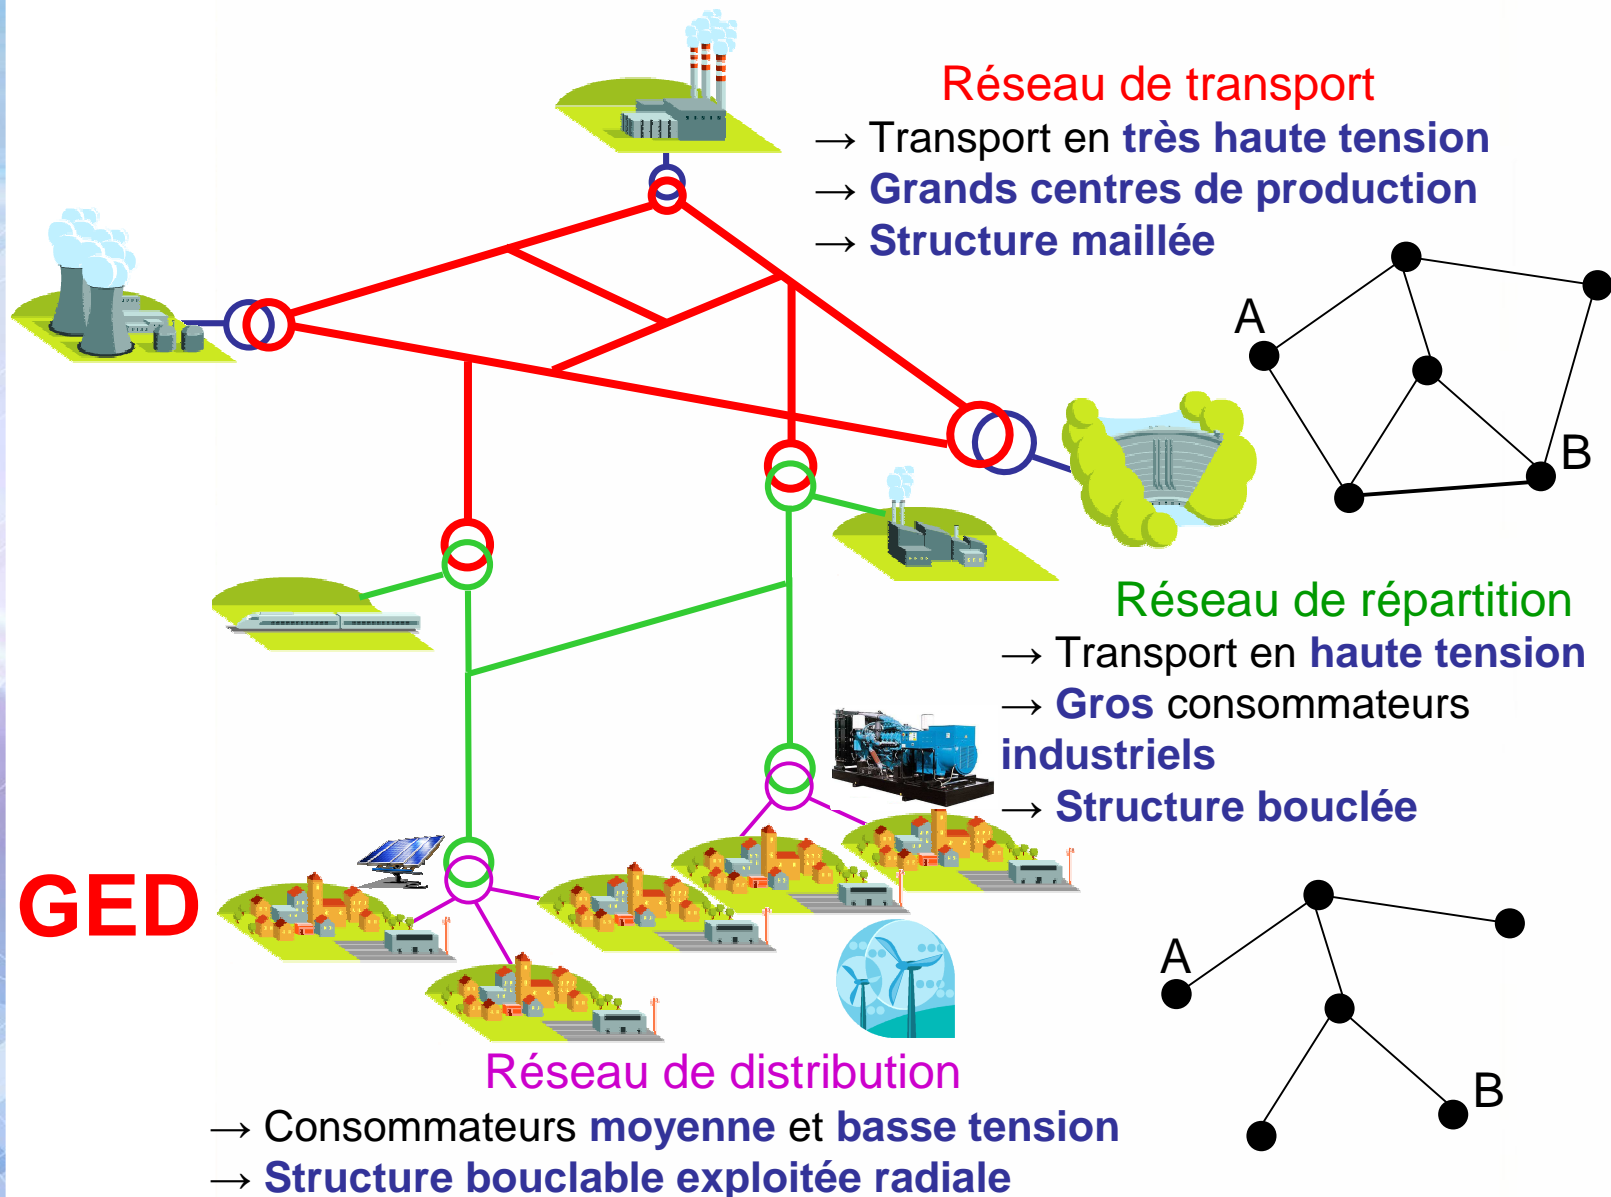 Réseau de transport
→ Transport en très haute tension
→ Grands centres de production
→ Structure maillée
A
B
Réseau de répartition
→ Transport en haute tension
→ Gros consommateurs
industriels
→ Structure bouclée
GED
A
B
Réseau de distribution
→ Consommateurs moyenne et basse tension
→ Structure bouclable exploitée radiale